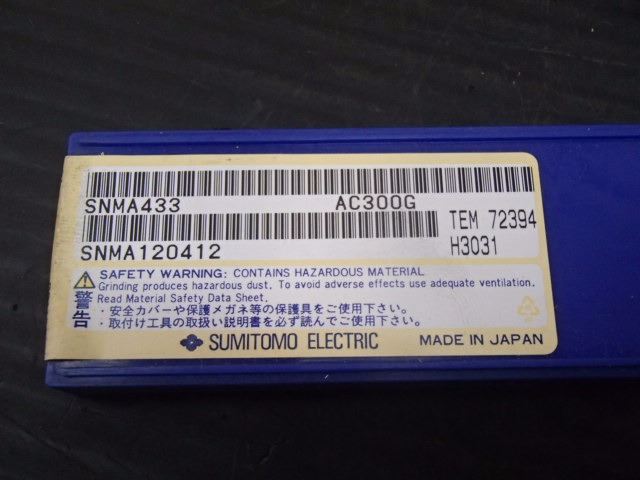 SNMA433 AC300G
TEM 72394
SNMA120412 H3031
SAFETY WARNING: CONTAINS HAZARDOUS MATERIAL
Grinding produces hazardous dust. To avoid adverse effects use adequate ventilation.
Read Material Safety Data Sheet.
警告
・安全カバーや保護メガネ等の保護具をご使用下さい。
・取付け工具の取扱い説明書を必ず読んでご使用下さい。
SUMITOMO ELECTRIC MADE IN JAPAN